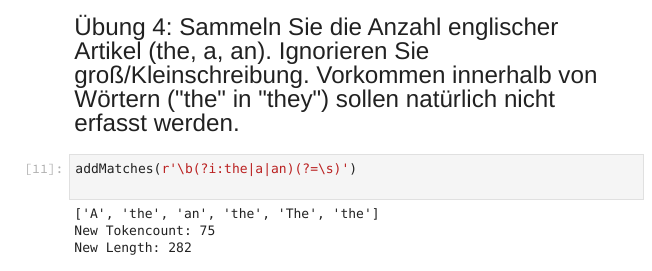 Übung 4: Sammeln Sie die Anzahl englischer
Artikel (the, a, an). Ignorieren Sie
groß/Kleinschreibung. Vorkommen innerhalb von
Wörtern ("the" in "they") sollen natürlich nicht
erfasst werden.
[11]: addMatches(r'\b(?i:the|a|an)(?=\s)')
['A', 'the', 'an', 'the', 'The', 'the']
New Tokencount: 75
New Length: 282